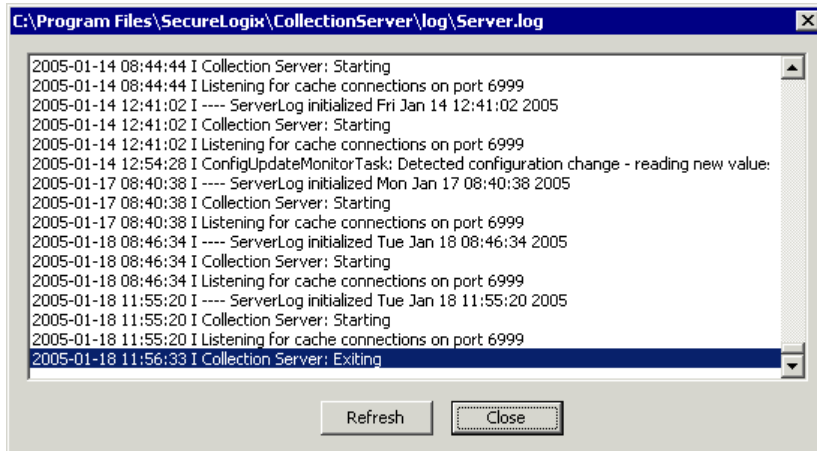 C:\Program Files\SecureLogix\CollectionServer\log\Server.log
2005-01-14 08:44:44 I Collection Server: Starting
2005-01-14 08:44:44 I Listening for cache connections on port 6999
2005-01-14 12:41:02 I ---- ServerLog initialized Fri Jan 14 12:41:02 2005
2005-01-14 12:41:02 I Collection Server: Starting
2005-01-14 12:41:02 I Listening for cache connections on port 6999
2005-01-14 12:54:28 I ConfigUpdateMonitorTask: Detected configuration change - reading new values
2005-01-17 08:40:38 I ---- ServerLog initialized Mon Jan 17 08:40:38 2005
2005-01-17 08:40:38 I Collection Server: Starting
2005-01-17 08:40:38 I Listening for cache connections on port 6999
2005-01-18 08:46:34 I ---- ServerLog initialized Tue Jan 18 08:46:34 2005
2005-01-18 08:46:34 I Collection Server: Starting
2005-01-18 08:46:34 I Listening for cache connections on port 6999
2005-01-18 11:55:20 I ---- ServerLog initialized Tue Jan 18 11:55:20 2005
2005-01-18 11:55:20 I Collection Server: Starting
2005-01-18 11:55:20 I Listening for cache connections on port 6999
2005-01-18 11:56:33 I Collection Server: Exiting
Refresh Close